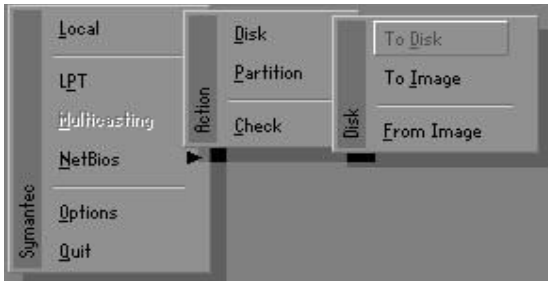 Local
LPT
Multicasting
NetBios
Options
Quit
Symantec
Disk
Partition
Check
Action
To Disk
To Image
From Image
Disk